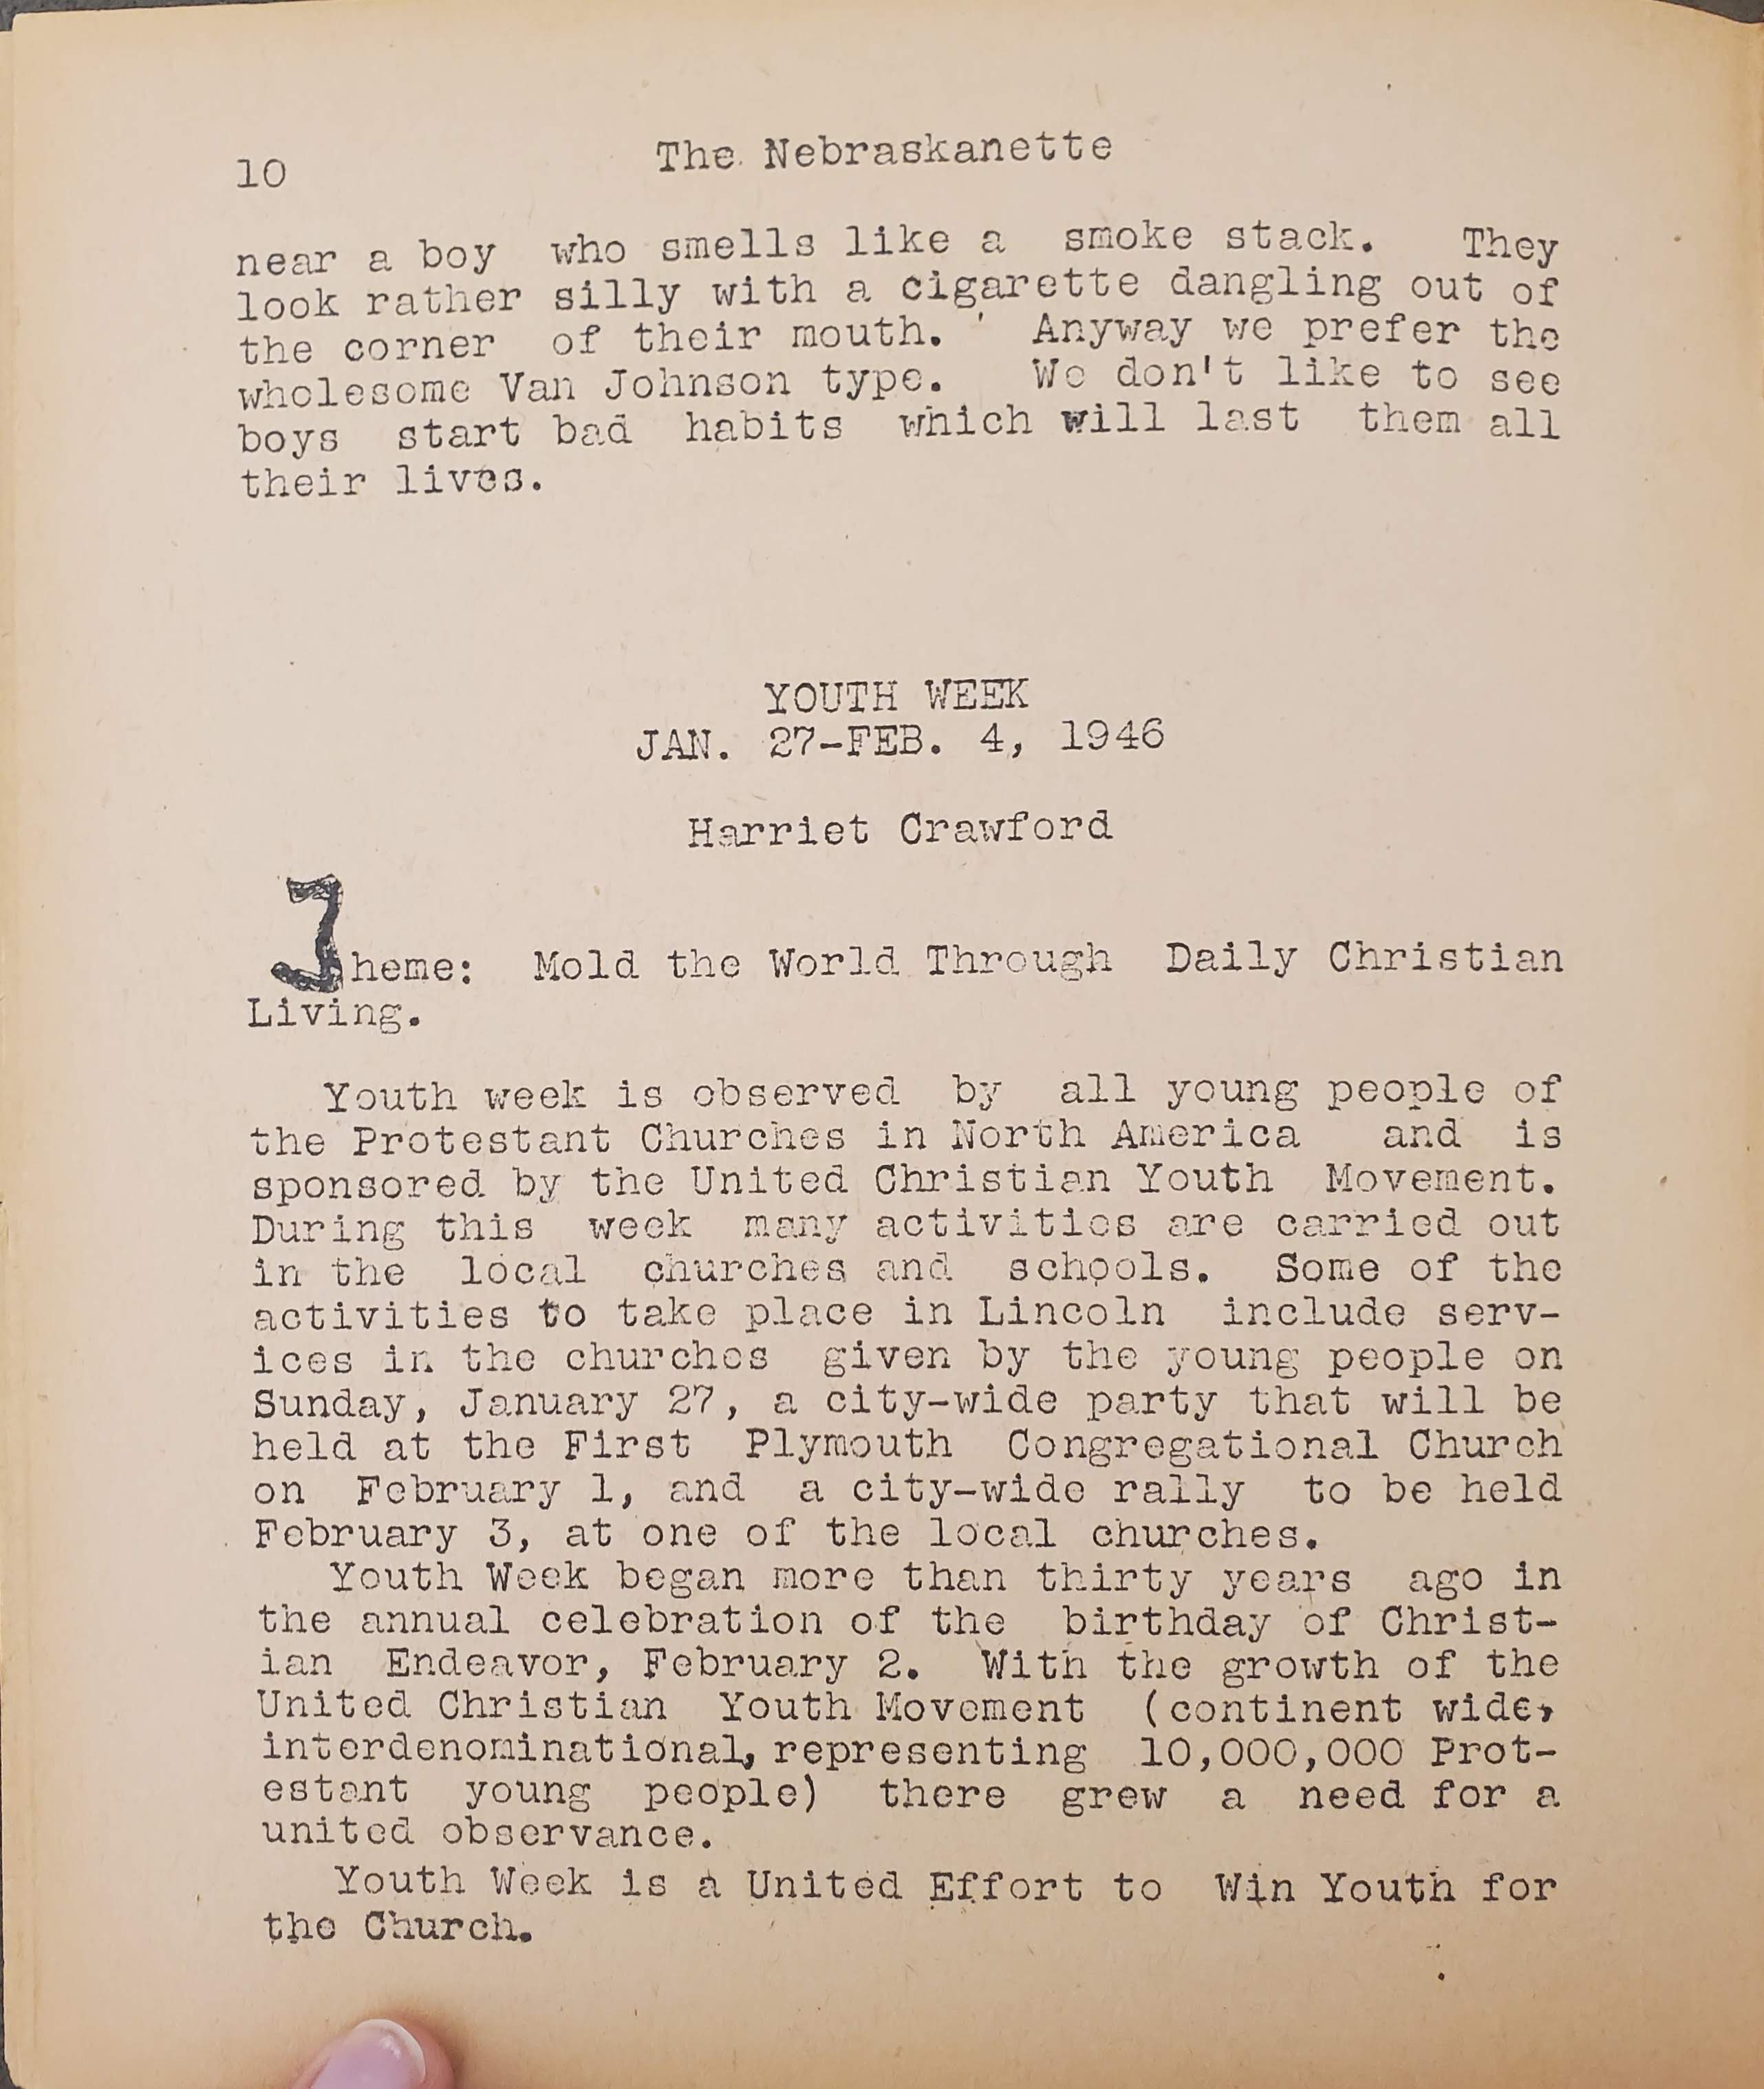 10
The Nebraskanette
near a boy who smells like a smoke stack. They
look rather silly with a cigarette dangling out of
the corner of their mouth. Anyway we prefer the
wholesome Van Johnson type. We don't like to see
boys start bad habits which will last them all
their lives.
YOUTH WEEK
JAN. 27-FEB. 4, 1946
Harriet Crawford
Theme: Mold the World Through Daily Christian
Living.
Youth week is observed by all young people of
the Protestant Churches in North America and is
sponsored by the United Christian Youth Movement.
During this week many activities are carried out
in the local churches and schools. Some of the
activities to take place in Lincoln include serv-
ices in the churches given by the young people on
Sunday, January 27, a city-wide party that will be
held at the First Plymouth Congregational Church
on February 1, and a city-wide rally to be held
February 3, at one of the local churches.
Youth Week began more than thirty years ago in
the annual celebration of the birthday of Christ-
ian Endeavor, February 2. With the growth of the
United Christian Youth Movement (continent wide,
interdenominational, representing 10,000,000 Prot-
estant young people) there grew a need for a
united observance.
Youth Week is a United Effort to Win Youth for
the Church.